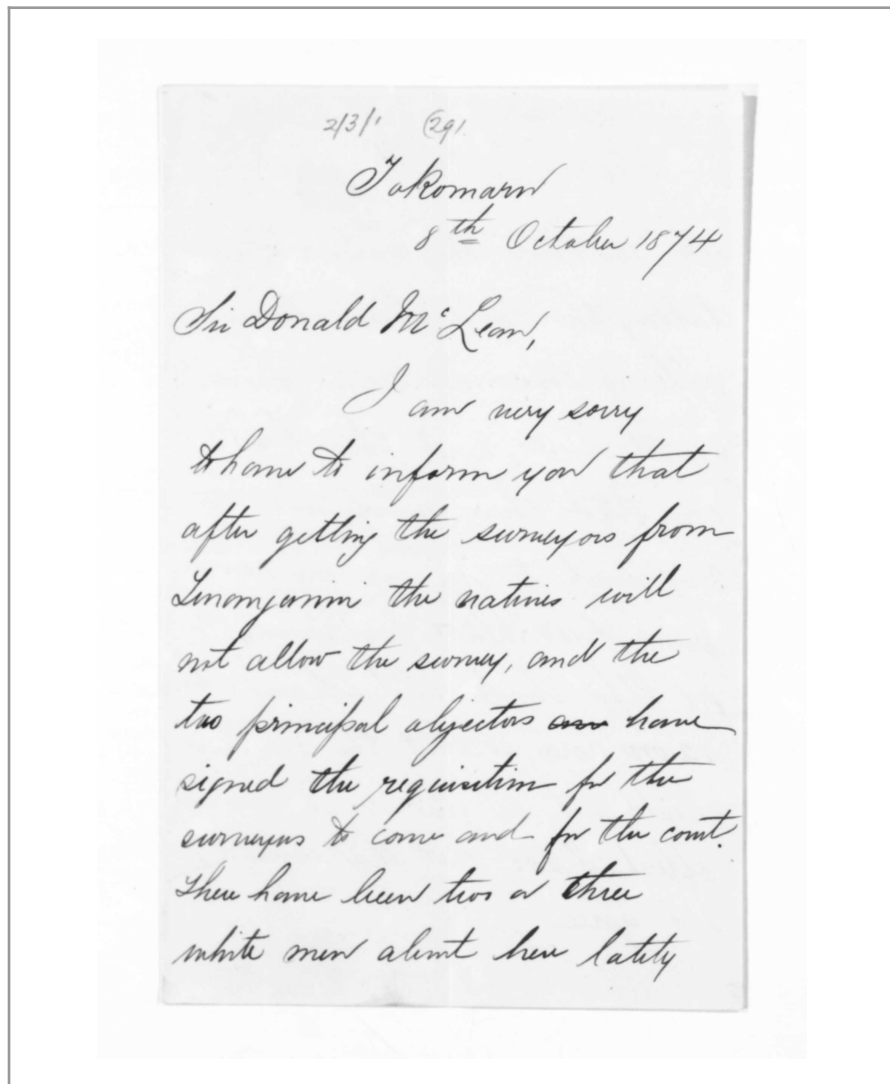 2/3/1 (291
Tokomaru
8th October 1874
Sir Donald McLean,
I am very sorry
to have to inform you that
after getting the surveyors from
Turanganui the natives will
not allow the survey, and the
two principal objectors are have
signed the requisition for the
surveyors to come and for the court.
There have been two or three
white men about here lately